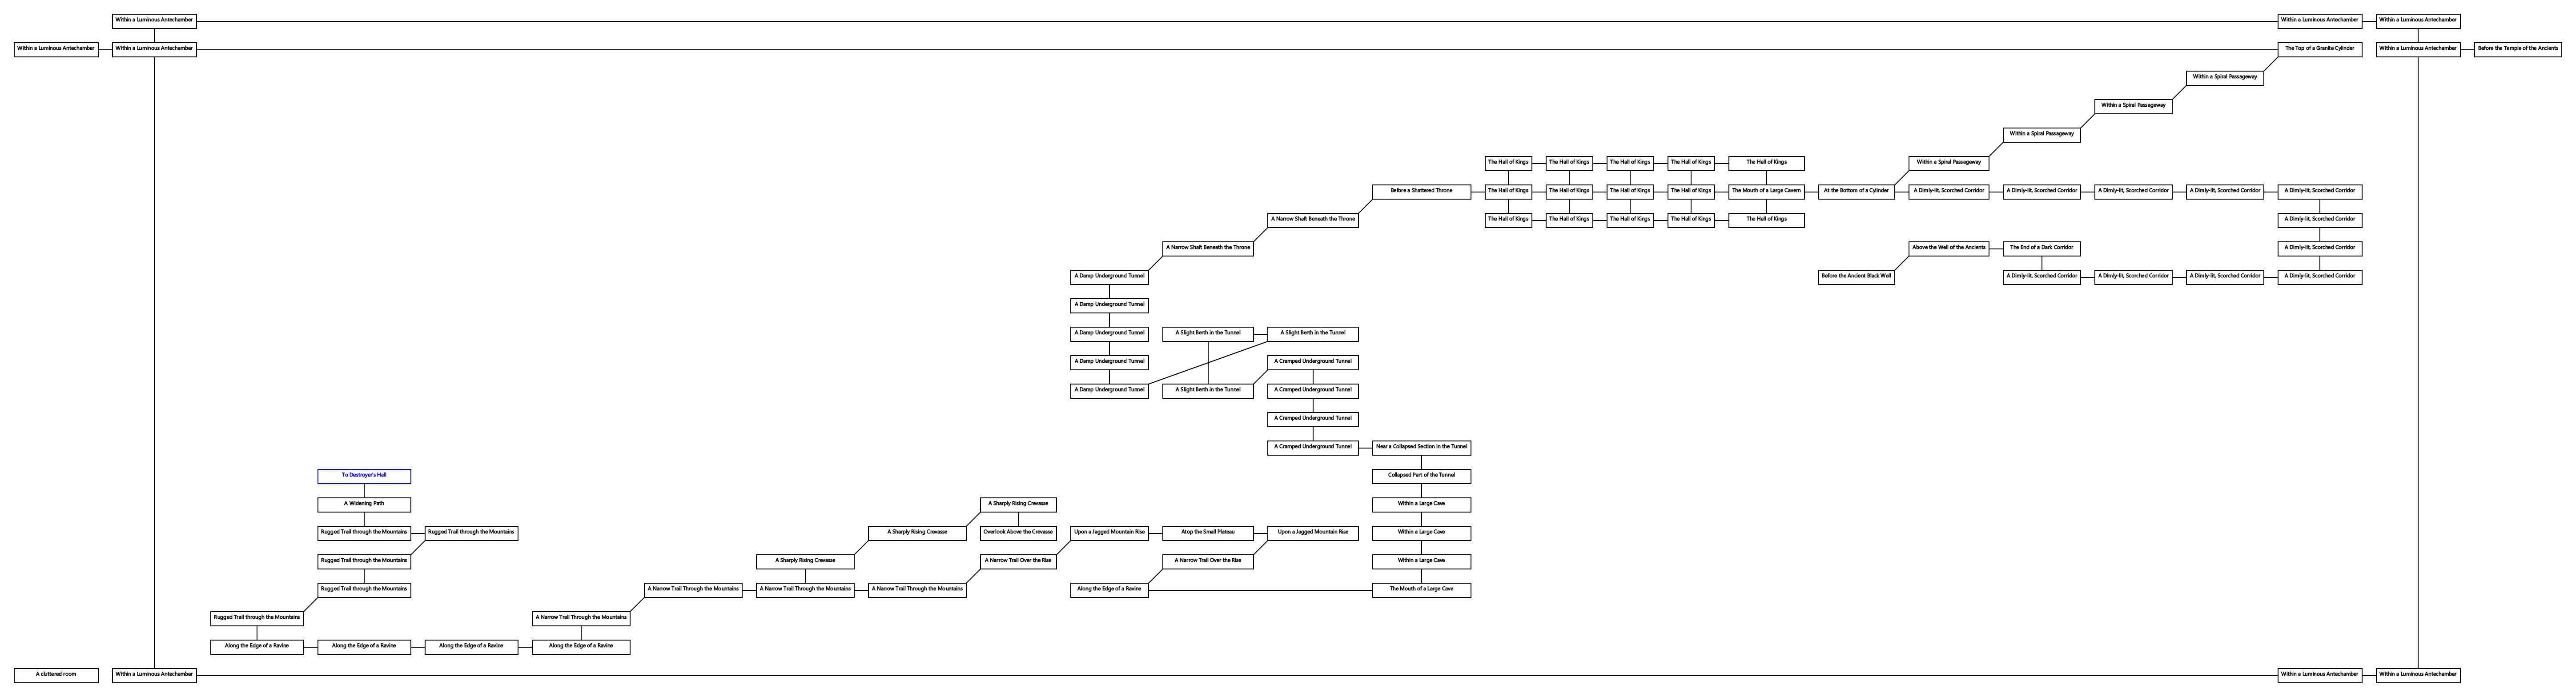 Within a Luminous Antechamber
Within a Luminous Antechamber
Within a Luminous Antechamber
Within a Luminous Antechamber
Within a Luminous Antechamber
The Top of a Granite Cylinder
Within a Luminous Antechamber
Before the Temple of the Ancients
Within a Spiral Passageway
Within a Spiral Passageway
Within a Spiral Passageway
The Hall of Kings
The Hall of Kings
The Hall of Kings
The Hall of Kings
The Hall of Kings
Within a Spiral Passageway
Before a Shattered Throne
The Hall of Kings
The Hall of Kings
The Hall of Kings
The Hall of Kings
The Mouth of a Large Cavern
At the Bottom of a Cylinder
A Dimly-lit, Scorched Corridor
A Dimly-lit, Scorched Corridor
A Dimly-lit, Scorched Corridor
A Dimly-lit, Scorched Corridor
A Dimly-lit, Scorched Corridor
A Narrow Shaft Beneath the Throne
The Hall of Kings
The Hall of Kings
The Hall of Kings
The Hall of Kings
The Hall of Kings
A Dimly-lit, Scorched Corridor
A Narrow Shaft Beneath the Throne
Above the Well of the Ancients
The End of a Dark Corridor
A Dimly-lit, Scorched Corridor
A Damp Underground Tunnel
Before the Ancient Black Well
A Dimly-lit, Scorched Corridor
A Dimly-lit, Scorched Corridor
A Dimly-lit, Scorched Corridor
A Dimly-lit, Scorched Corridor
A Damp Underground Tunnel
A Damp Underground Tunnel
A Slight Berth in the Tunnel
A Slight Berth in the Tunnel
A Damp Underground Tunnel
A Cramped Underground Tunnel
A Damp Underground Tunnel
A Slight Berth in the Tunnel
A Cramped Underground Tunnel
A Cramped Underground Tunnel
A Cramped Underground Tunnel
Near a Collapsed Section in the Tunnel
To Destroyer's Hall
Collapsed Part of the Tunnel
A Widening Path
A Sharply Rising Crevasse
Within a Large Cave
Rugged Trail through the Mountains
Rugged Trail through the Mountains
A Sharply Rising Crevasse
Overlook Above the Crevasse
Upon a Jagged Mountain Rise
Atop the Small Plateau
Upon a Jagged Mountain Rise
Within a Large Cave
Rugged Trail through the Mountains
A Sharply Rising Crevasse
A Narrow Trail Over the Rise
A Narrow Trail Over the Rise
Within a Large Cave
Rugged Trail through the Mountains
A Narrow Trail Through the Mountains
A Narrow Trail Through the Mountains
A Narrow Trail Through the Mountains
Along the Edge of a Ravine
The Mouth of a Large Cave
Rugged Trail through the Mountains
A Narrow Trail Through the Mountains
Along the Edge of a Ravine
Along the Edge of a Ravine
Along the Edge of a Ravine
Along the Edge of a Ravine
A cluttered room
Within a Luminous Antechamber
Within a Luminous Antechamber
Within a Luminous Antechamber